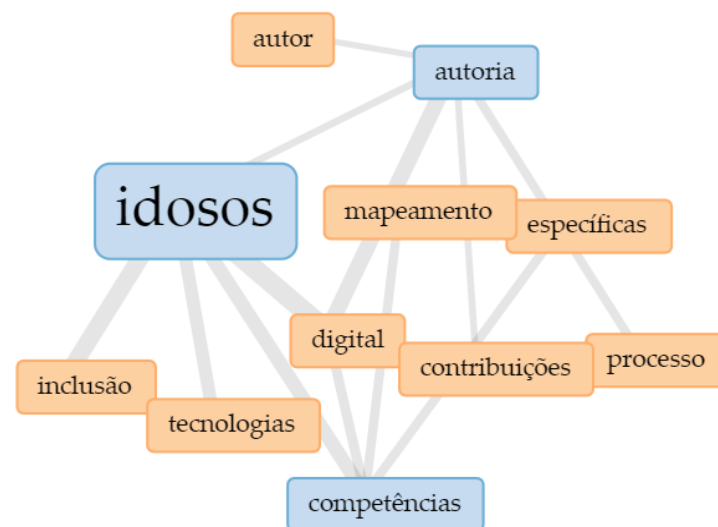 autor
autoria
idosos
mapeamento
específicas
digital
contribuições
processo
inclusão
tecnologias
competências